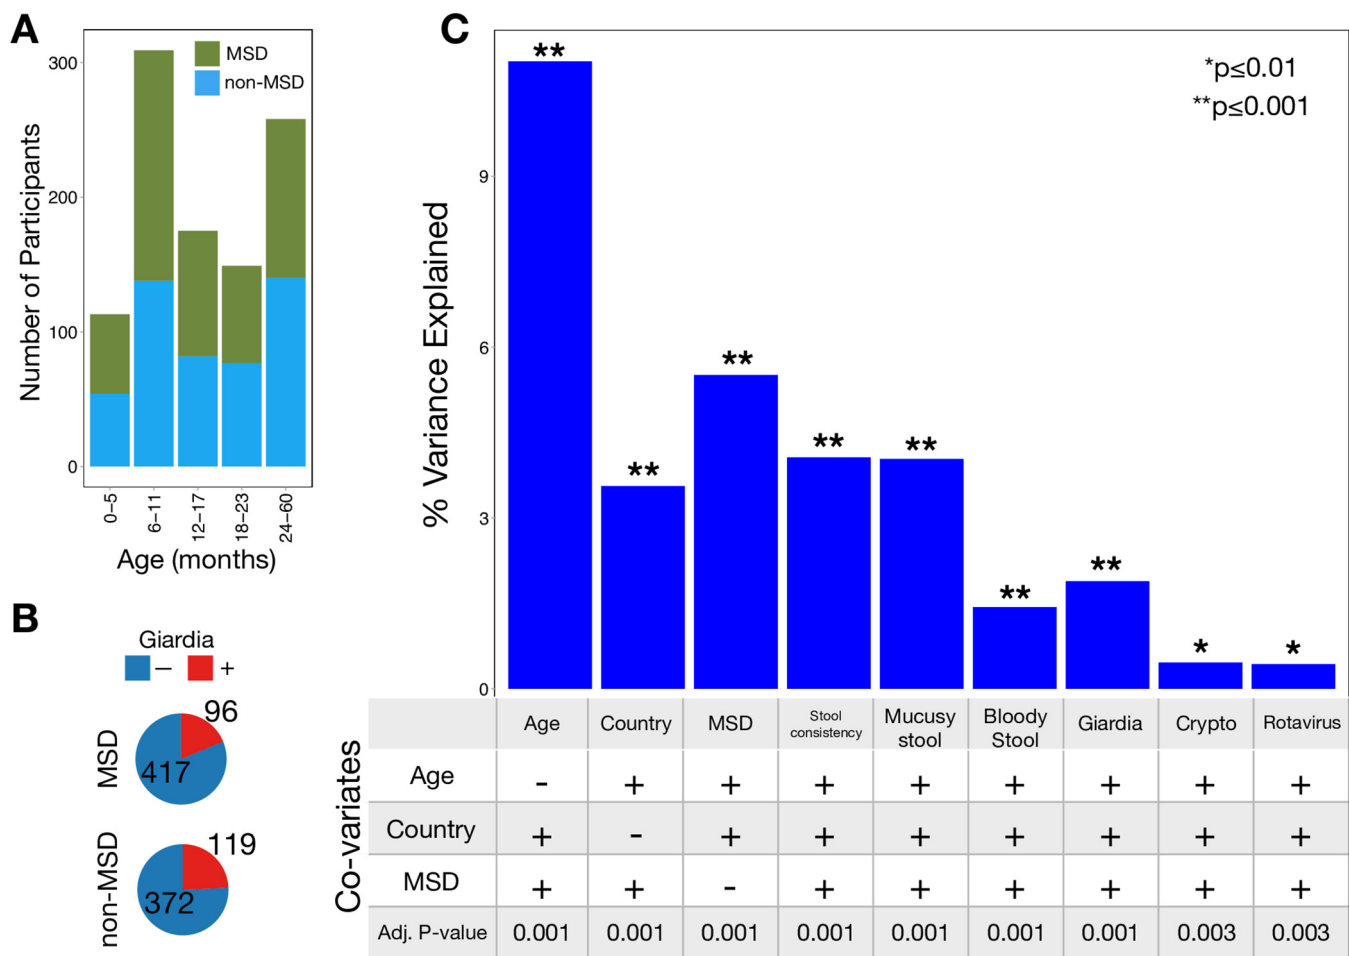 A
MSD
non-MSD
300
200
100
0
Number of Participants
0–5
6–11
12–17
18–23
24–60
Age (months)
B
Giardia
– +
MSD
96
417
non-MSD
119
372
C
*p≤0.01
**p≤0.001
% Variance Explained
9
6
3
0
** ** ** ** ** ** ** * *
Age Country MSD Stool consistency Mucusy stool Bloody Stool Giardia Crypto Rotavirus
Co-variates
Age - + + + + + + + +
Country + - + + + + + + +
MSD + + - + + + + + +
Adj. P-value 0.001 0.001 0.001 0.001 0.001 0.001 0.001 0.003 0.003